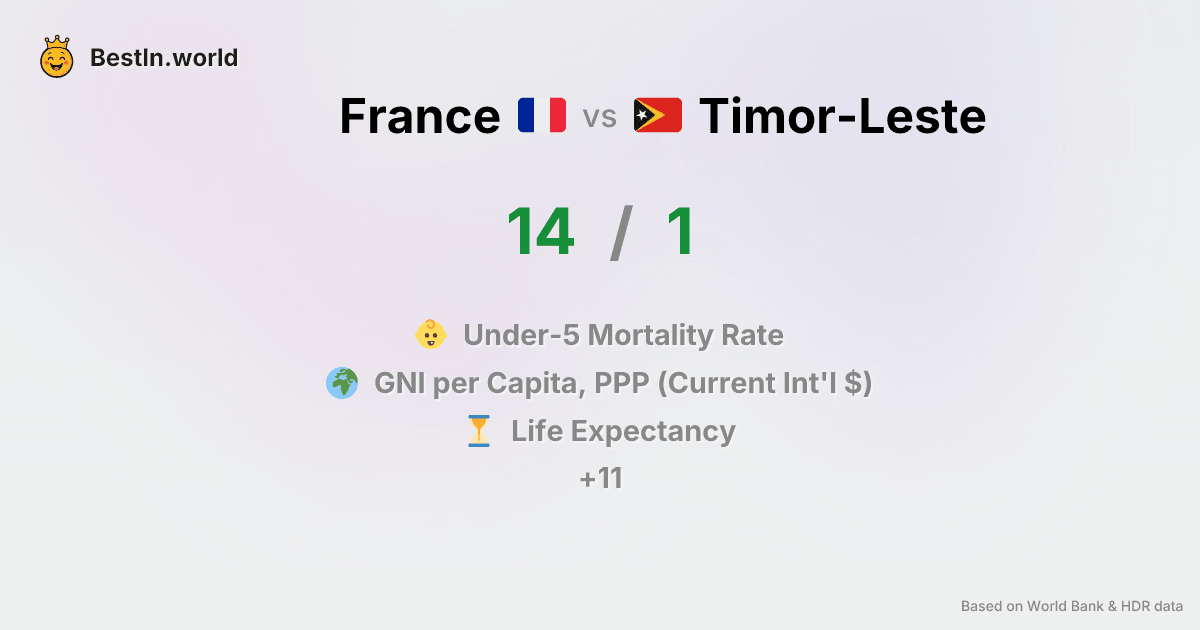 BestIn.world
France vs Timor-Leste
14 / 1
Under-5 Mortality Rate
GNI per Capita, PPP (Current Int'l $)
Life Expectancy
+11
Based on World Bank & HDR data